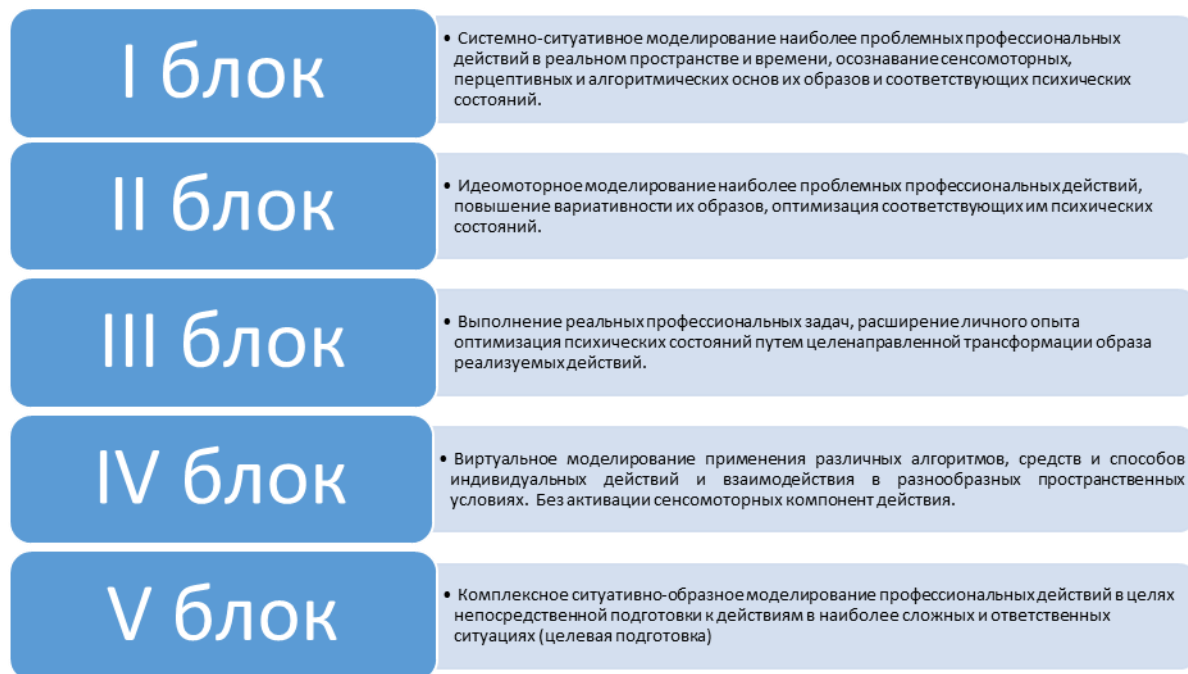 I блок
• Системно-ситуативное моделирование наиболее проблемных профессиональных
действий в реальном пространстве и времени, осознавание сенсомоторных,
перцептивных и алгоритмических основ их образов и соответствующих психических
состояний.
II блок
• Идеомоторное моделирование наиболее проблемных профессиональных действий,
повышение вариативности их образов, оптимизация соответствующих им психических
состояний.
III блок
• Выполнение реальных профессиональных задач, расширение личного опыта
оптимизация психических состояний путем целенаправленной трансформации образа
реализуемых действий.
IV блок
• Виртуальное моделирование применения различных алгоритмов, средств и способов
индивидуальных действий и взаимодействия в разнообразных пространственных
условиях. Без активации сенсомоторных компонент действия.
V блок
• Комплексное ситуативно-образное моделирование профессиональных действий в целях
непосредственной подготовки к действиям в наиболее сложных и ответственных
ситуациях (целевая подготовка)